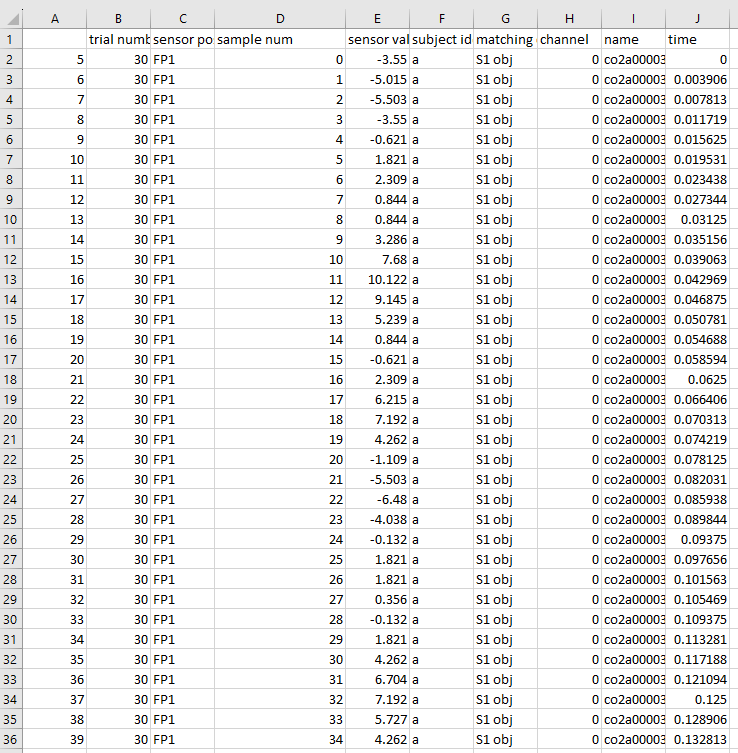 A B C D E F G H I J
1 trial numb sensor po sample num sensor val subject ide matching channel name time
2 5 30 FP1 0 -3.55 a S1 obj 0 co2a00003 0
3 6 30 FP1 1 -5.015 a S1 obj 0 co2a00003 0.003906
4 7 30 FP1 2 -5.503 a S1 obj 0 co2a00003 0.007813
5 8 30 FP1 3 -3.55 a S1 obj 0 co2a00003 0.011719
6 9 30 FP1 4 -0.621 a S1 obj 0 co2a00003 0.015625
7 10 30 FP1 5 1.821 a S1 obj 0 co2a00003 0.019531
8 11 30 FP1 6 2.309 a S1 obj 0 co2a00003 0.023438
9 12 30 FP1 7 0.844 a S1 obj 0 co2a00003 0.027344
10 13 30 FP1 8 0.844 a S1 obj 0 co2a00003 0.03125
11 14 30 FP1 9 3.286 a S1 obj 0 co2a00003 0.035156
12 15 30 FP1 10 7.68 a S1 obj 0 co2a00003 0.039063
13 16 30 FP1 11 10.122 a S1 obj 0 co2a00003 0.042969
14 17 30 FP1 12 9.145 a S1 obj 0 co2a00003 0.046875
15 18 30 FP1 13 5.239 a S1 obj 0 co2a00003 0.050781
16 19 30 FP1 14 0.844 a S1 obj 0 co2a00003 0.054688
17 20 30 FP1 15 -0.621 a S1 obj 0 co2a00003 0.058594
18 21 30 FP1 16 2.309 a S1 obj 0 co2a00003 0.0625
19 22 30 FP1 17 6.215 a S1 obj 0 co2a00003 0.066406
20 23 30 FP1 18 7.192 a S1 obj 0 co2a00003 0.070313
21 24 30 FP1 19 4.262 a S1 obj 0 co2a00003 0.074219
22 25 30 FP1 20 -1.109 a S1 obj 0 co2a00003 0.078125
23 26 30 FP1 21 -5.503 a S1 obj 0 co2a00003 0.082031
24 27 30 FP1 22 -6.48 a S1 obj 0 co2a00003 0.085938
25 28 30 FP1 23 -4.038 a S1 obj 0 co2a00003 0.089844
26 29 30 FP1 24 -0.132 a S1 obj 0 co2a00003 0.09375
27 30 30 FP1 25 1.821 a S1 obj 0 co2a00003 0.097656
28 31 30 FP1 26 1.821 a S1 obj 0 co2a00003 0.101563
29 32 30 FP1 27 0.356 a S1 obj 0 co2a00003 0.105469
30 33 30 FP1 28 -0.132 a S1 obj 0 co2a00003 0.109375
31 34 30 FP1 29 1.821 a S1 obj 0 co2a00003 0.113281
32 35 30 FP1 30 4.262 a S1 obj 0 co2a00003 0.117188
33 36 30 FP1 31 6.704 a S1 obj 0 co2a00003 0.121094
34 37 30 FP1 32 7.192 a S1 obj 0 co2a00003 0.125
35 38 30 FP1 33 5.727 a S1 obj 0 co2a00003 0.128906
36 39 30 FP1 34 4.262 a S1 obj 0 co2a00003 0.132813